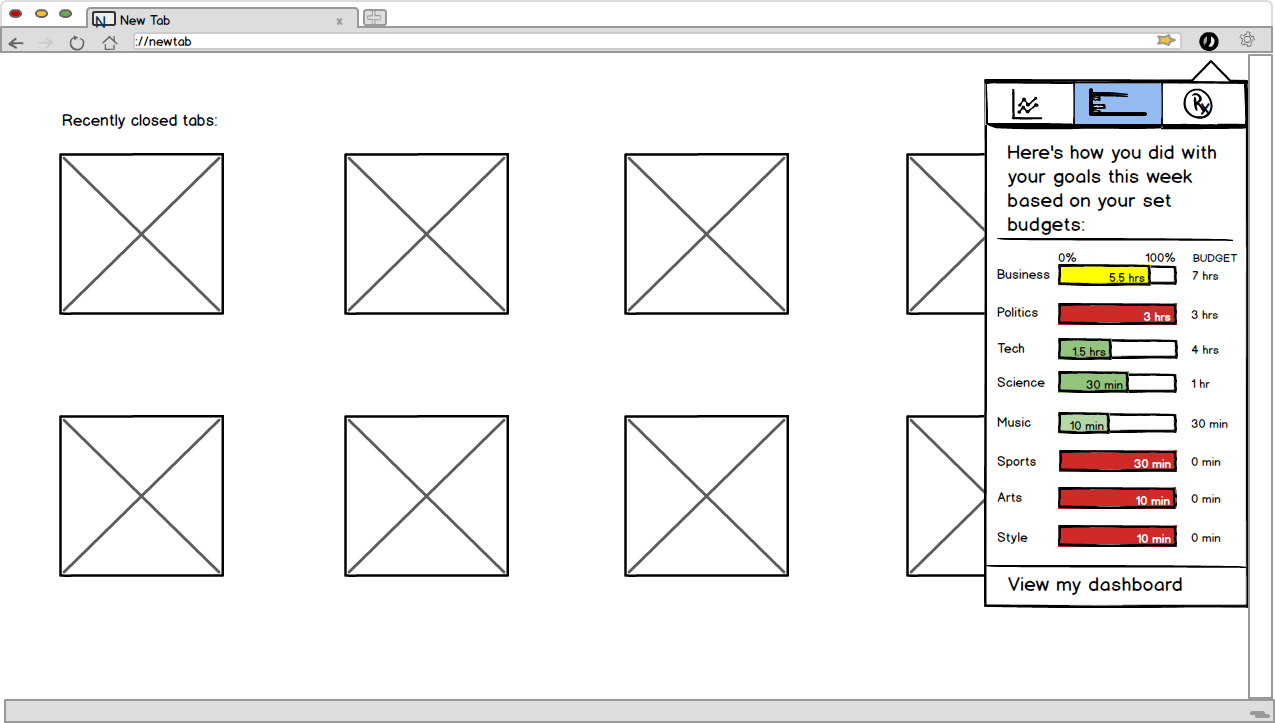 N New Tab x
://newtab
Recently closed tabs:
Rx
Here's how you did with
your goals this week
based on your set
budgets:
0% 100% BUDGET
Business 5.5 hrs 7 hrs
Politics 3 hrs 3 hrs
Tech 1.5 hrs 4 hrs
Science 30 min 1 hr
Music 10 min 30 min
Sports 30 min 0 min
Arts 10 min 0 min
Style 10 min 0 min
View my dashboard